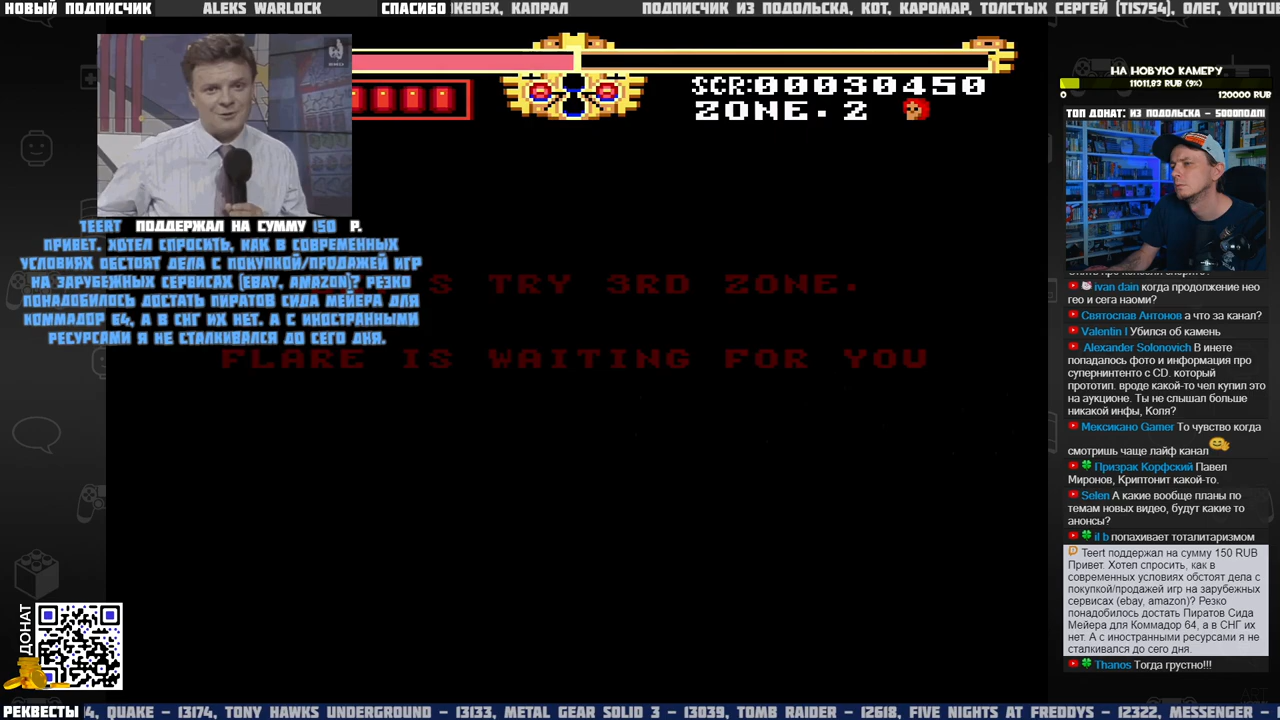 НОВЫЙ ПОДПИСЧИК ALEKS WARLOCK СПАСИБО KEDEX, КАПРАЛ ПОДПИСЧИК ИЗ ПОДОЛЬСКА, КОТ, КАРОМАР, ТОЛСТЫХ СЕРГЕЙ (TIS754), ОЛЕГ, YOUTU
SCR:00030450
ZONE. 2
TEERT ПОДДЕРЖАЛ НА СУММУ 150 Р.
ПРИВЕТ. ХОТЕЛ СПРОСИТЬ, КАК В СОВРЕМЕННЫХ
УСЛОВИЯХ ОБСТОЯТ ДЕЛА С ПОКУПКОЙ/ПРОДАЖЕЙ ИГР
НА ЗАРУБЕЖНЫХ СЕРВИСАХ (EBAY, AMAZON)? РЕЗКО
ПОНАДОБИЛОСЬ ДОСТАТЬ ПИРАТОВ СИДА МЕЙЕРА ДЛЯ
КОММАДОР 64, А В СНГ ИХ НЕТ. А С ИНОСТРАННЫМИ
РЕСУРСАМИ Я НЕ СТАЛКИВАЛСЯ ДО СЕГО ДНЯ.
S TRY 3RD ZONE.
FLARE IS WAITING FOR YOU
НА НОВУЮ КАМЕРУ
11011,83 RUB (9%)
0 120000 RUB
ТОП ДОНАТ: ИЗ ПОДОЛЬСКА - 5000ПОДПИ
ivan dain когда продолжение нео
гео и сега наоми?
Святослав Антонов а что за канал?
Valentin I Убился об камень
Alexander Solonovich В инете
попадалось фото и информация про
супернинтенто с CD. который
прототип. вроде какой-то чел купил это
на аукционе. Ты не слышал больше
никакой инфы, Коля?
Мексикано Gamer То чувство когда
смотришь чаще лайф канал
Призрак Корфский Павел
Миронов, Криптонит какой-то.
Selen А какие вообще планы по
темам новых видео, будут какие то
анонсы?
il b попахивает тоталитаризмом
Teert поддержал на сумму 150 RUB
Привет. Хотел спросить, как в
современных условиях обстоят дела с
покупкой/продажей игр на зарубежных
сервисах (ebay, amazon)? Резко
понадобилось достать Пиратов Сида
Мейера для Коммадор 64, а в СНГ их
нет. А с иностранными ресурсами я не
сталкивался до сего дня.
Thanos Тогда грустно!!!
ДОНАТ
РЕКВЕСТЫ 4, QUAKE - 13174, TONY HAWKS UNDERGROUND - 13133, METAL GEAR SOLID 3 - 13039, TOMB RAIDER - 12618, FIVE NIGHTS AT FREDDYS - 12322, MESSENGER -